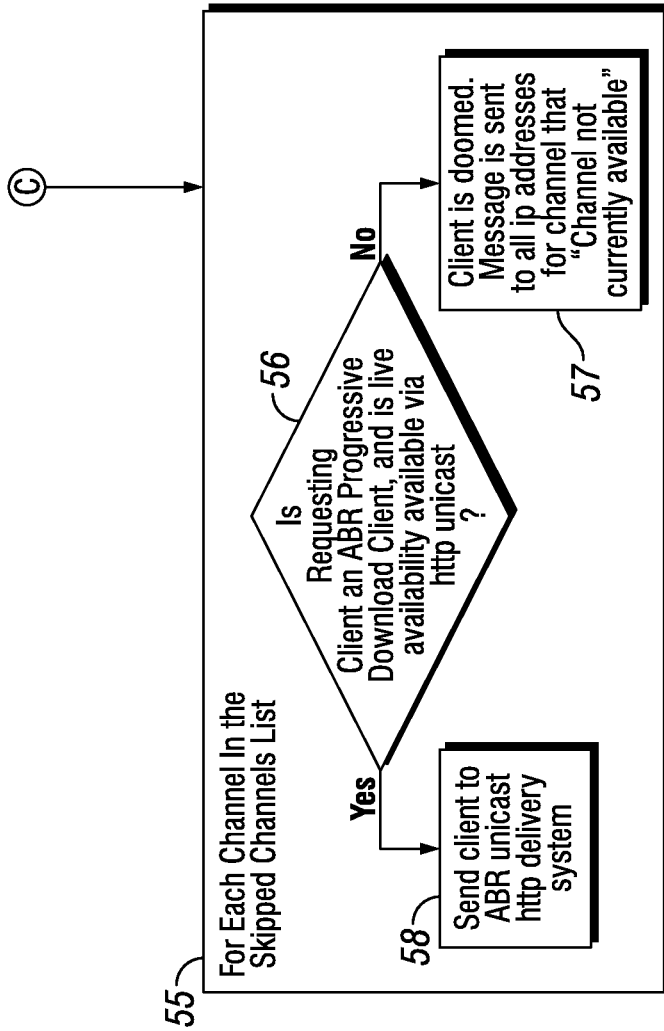 C
55
For Each Channel In the
Skipped Channels List
56
Is
Requesting
Client an ABR Progressive
Download Client, and is live
availability available via
http unicast
?
Yes
No
58
Send client to
ABR unicast
http delivery
system
57
Client is doomed.
Message is sent
to all ip addresses
for channel that
“Channel not
currently available”